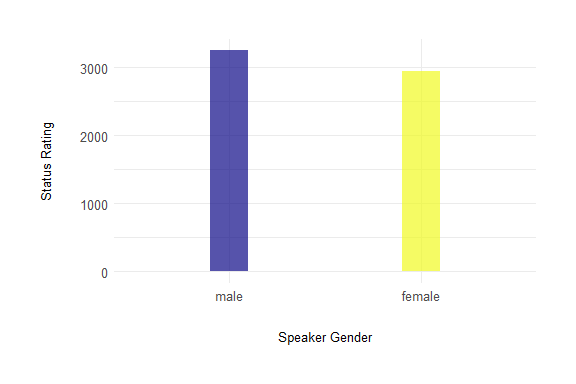 3000
2000
1000
0
Status Rating
male female
Speaker Gender